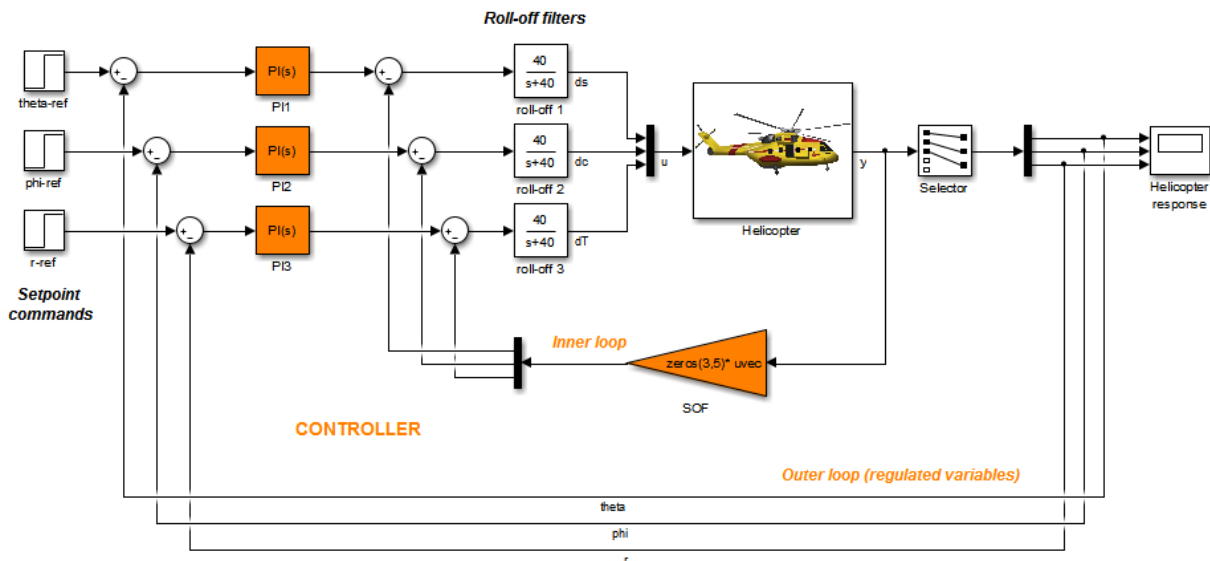 Roll-off filters
theta-ref
+
-
PI(s)
PI1
+
-
40
s+40
roll-off 1
ds
phi-ref
+
-
PI(s)
PI2
+
-
40
s+40
roll-off 2
dc
r-ref
+
-
PI(s)
PI3
+
-
40
s+40
roll-off 3
dT
u
Helicopter
y
Selector
Helicopter
response
Setpoint
commands
Inner loop
zeros(3,5)* uvec
SOF
CONTROLLER
Outer loop (regulated variables)
theta
phi